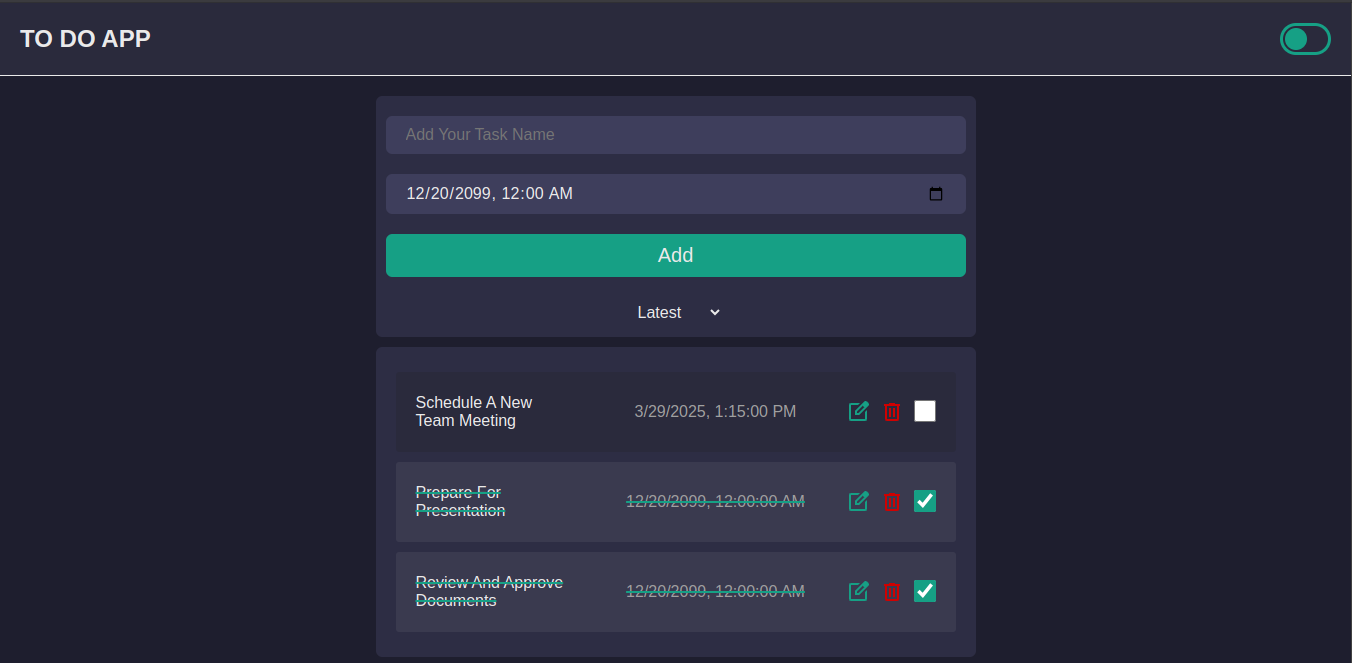 TO DO APP
Add Your Task Name
12/20/2099, 12:00 AM
Add
Latest
Schedule A New
Team Meeting
3/29/2025, 1:15:00 PM
Prepare For
Presentation
12/20/2099, 12:00:00 AM
Review And Approve
Documents
12/20/2099, 12:00:00 AM